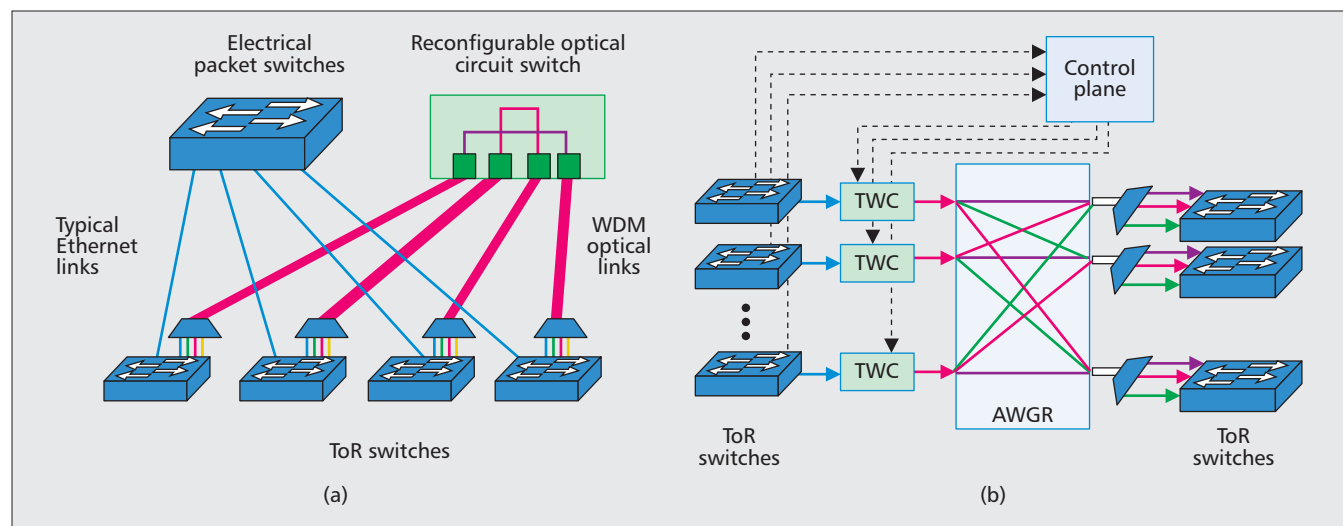 Electrical
packet switches
Reconfigurable optical
circuit switch
Typical
Ethernet
links
WDM
optical
links
ToR switches
(a)
Control
plane
TWC
TWC
TWC
AWGR
ToR
switches
ToR
switches
(b)